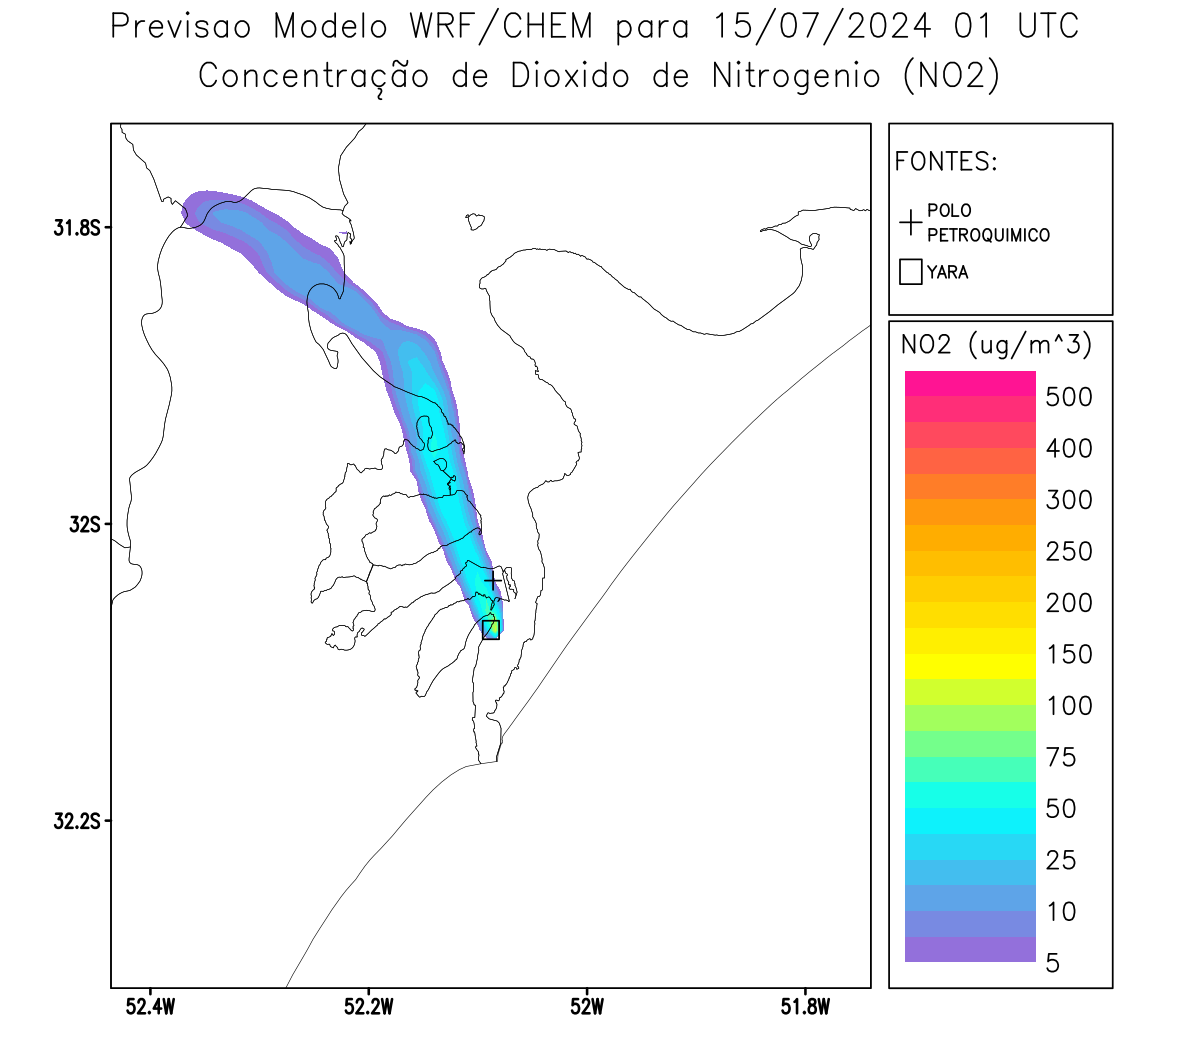 Previsao Modelo WRF/CHEM para 15/07/2024 01 UTC
Concentração de Dioxido de Nitrogenio (NO2)
FONTES:
POLO
PETROQUIMICO
YARA
31.8S
32S
32.2S
52.4W
52.2W
52W
51.8W
NO2 (ug/m^3)
500
400
300
250
200
150
100
75
50
25
10
5